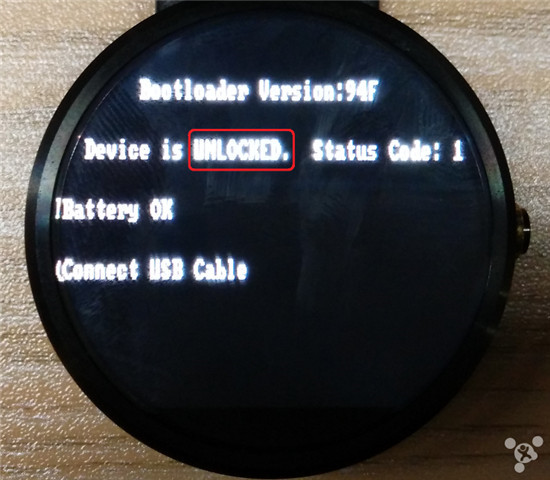 Bootloader Version:94F
Device is UNLOCKED. Status Code: 1
Battery OK
Connect USB Cable